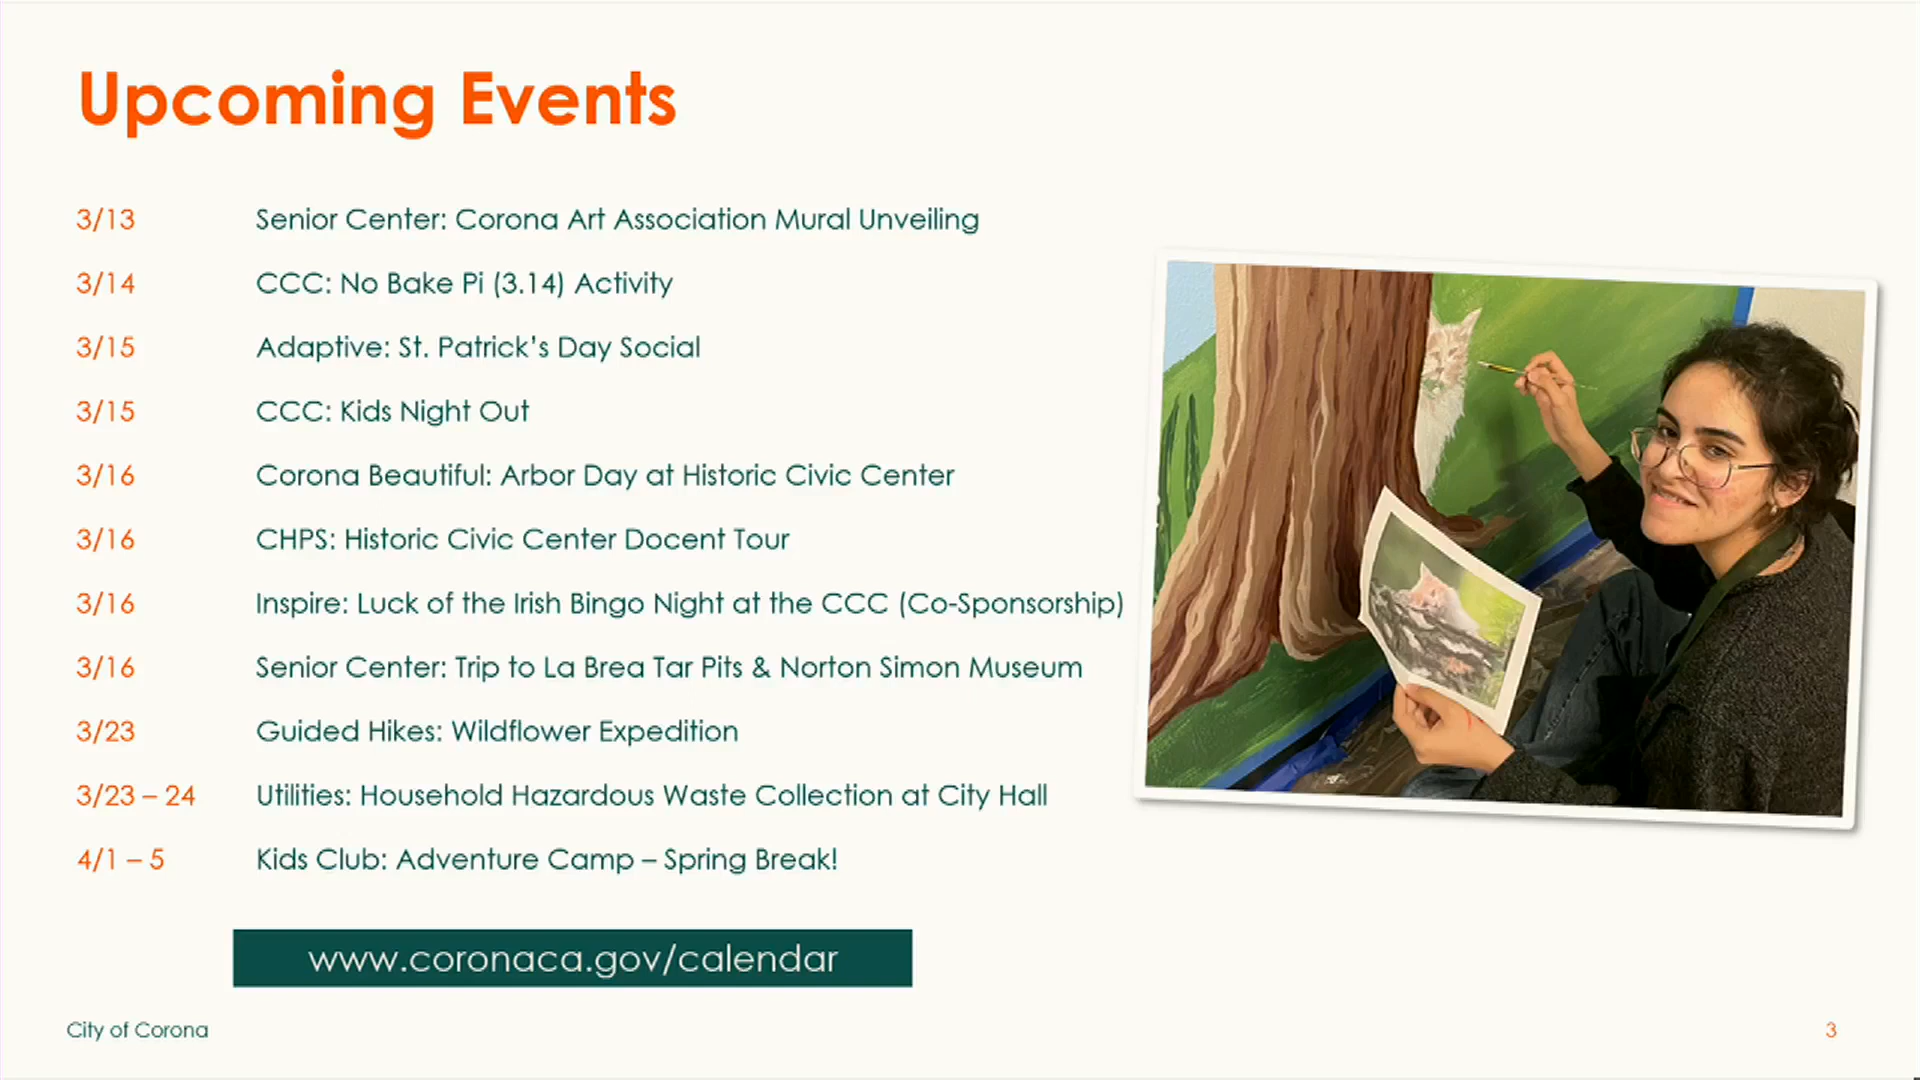 Upcoming Events
3/13 Senior Center: Corona Art Association Mural Unveiling
3/14 CCC: No Bake Pi (3.14) Activity
3/15 Adaptive: St. Patrick’s Day Social
3/15 CCC: Kids Night Out
3/16 Corona Beautiful: Arbor Day at Historic Civic Center
3/16 CHPS: Historic Civic Center Docent Tour
3/16 Inspire: Luck of the Irish Bingo Night at the CCC (Co-Sponsorship)
3/16 Senior Center: Trip to La Brea Tar Pits & Norton Simon Museum
3/23 Guided Hikes: Wildflower Expedition
3/23 – 24 Utilities: Household Hazardous Waste Collection at City Hall
4/1 – 5 Kids Club: Adventure Camp – Spring Break!
www.coronaca.gov/calendar
City of Corona
3